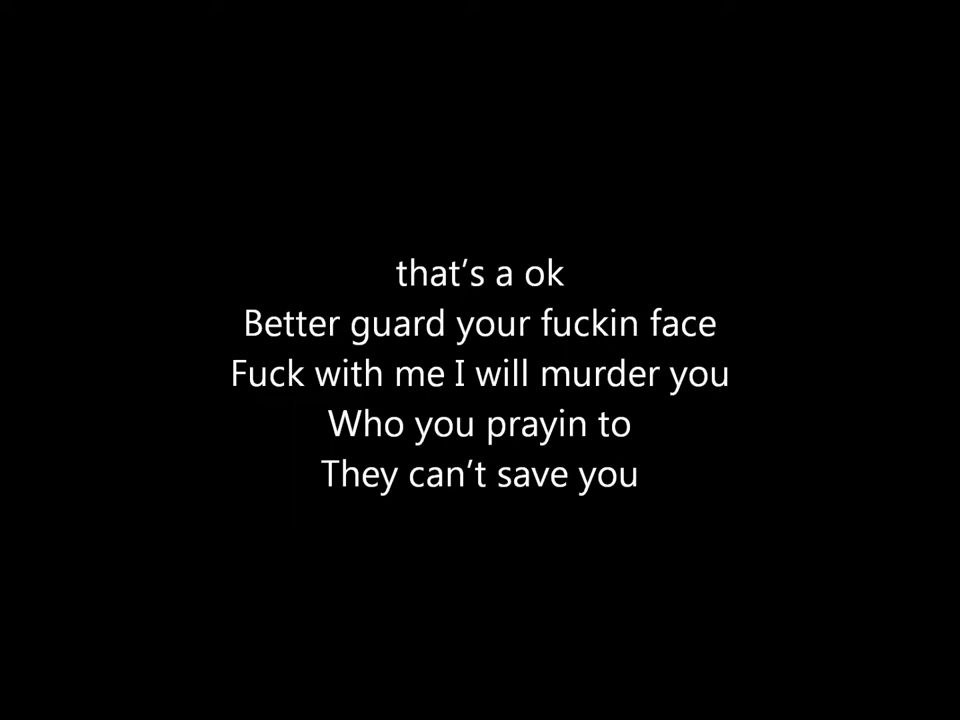 that’s a ok
Better guard your fuckin face
Fuck with me I will murder you
Who you prayin to
They can’t save you